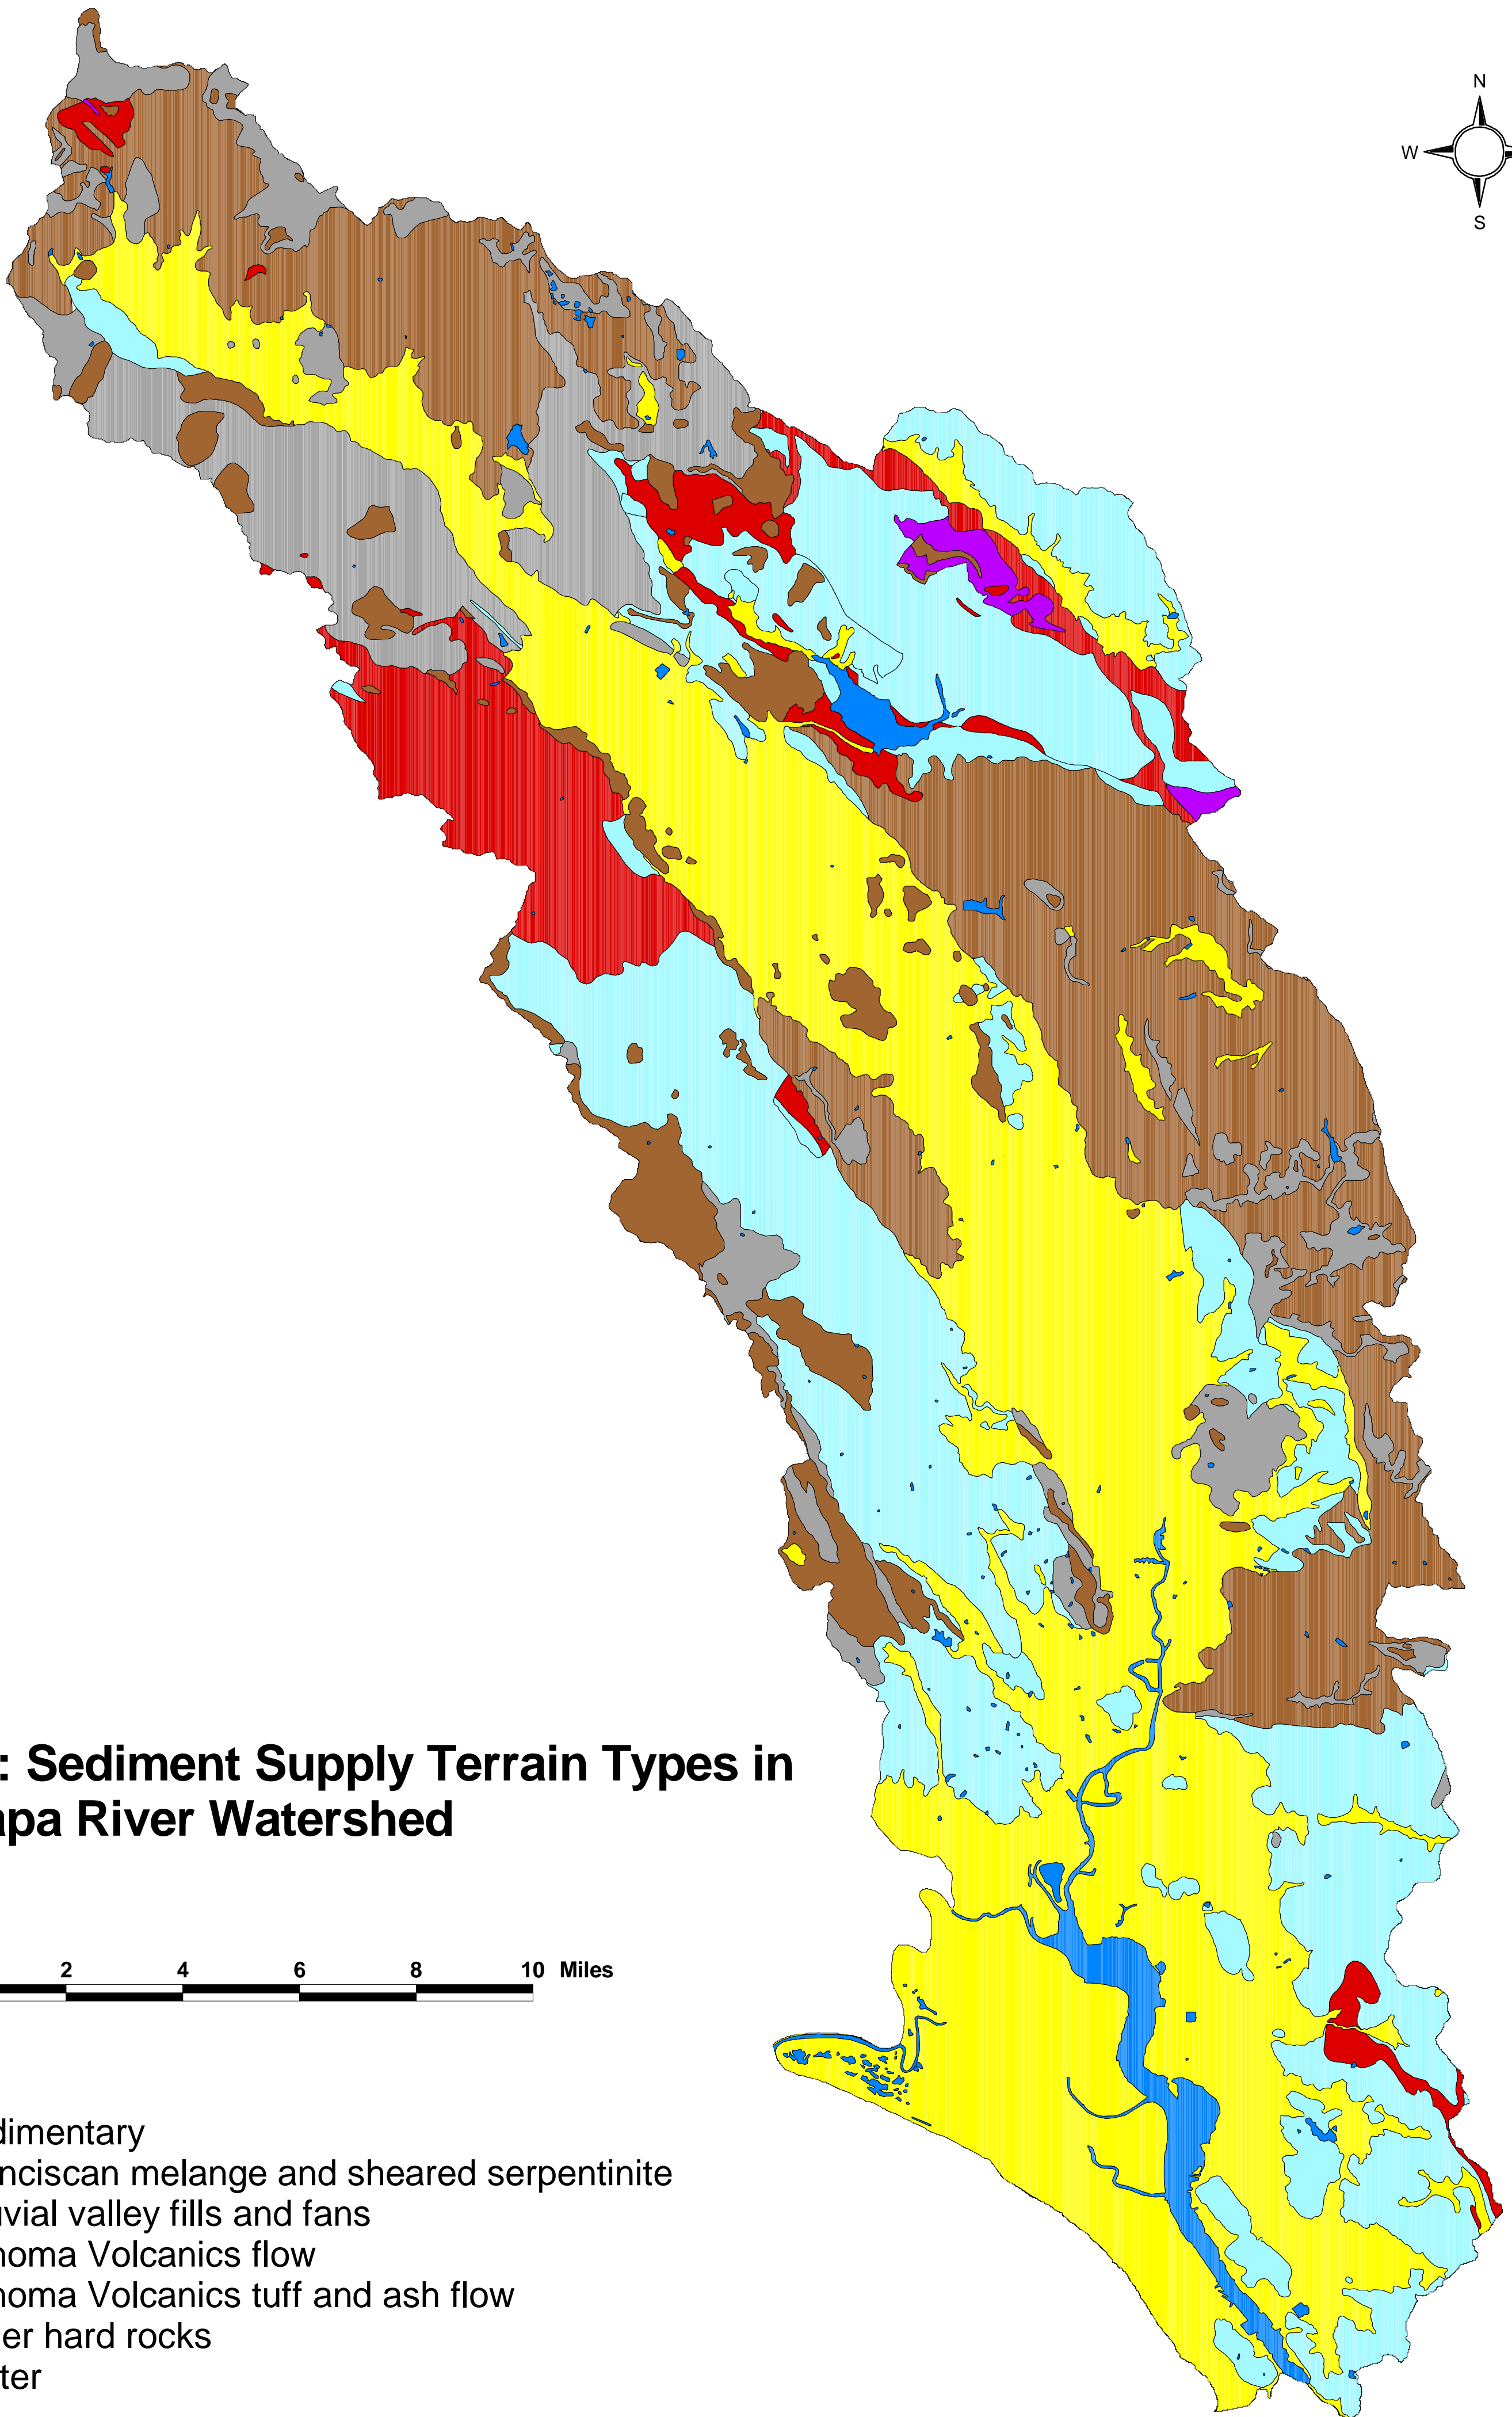 N
W
S
: Sediment Supply Terrain Types in
apa River Watershed
2 4 6 8 10 Miles
dimentary
nciscan melange and sheared serpentinite
uvial valley fills and fans
noma Volcanics flow
noma Volcanics tuff and ash flow
er hard rocks
ter